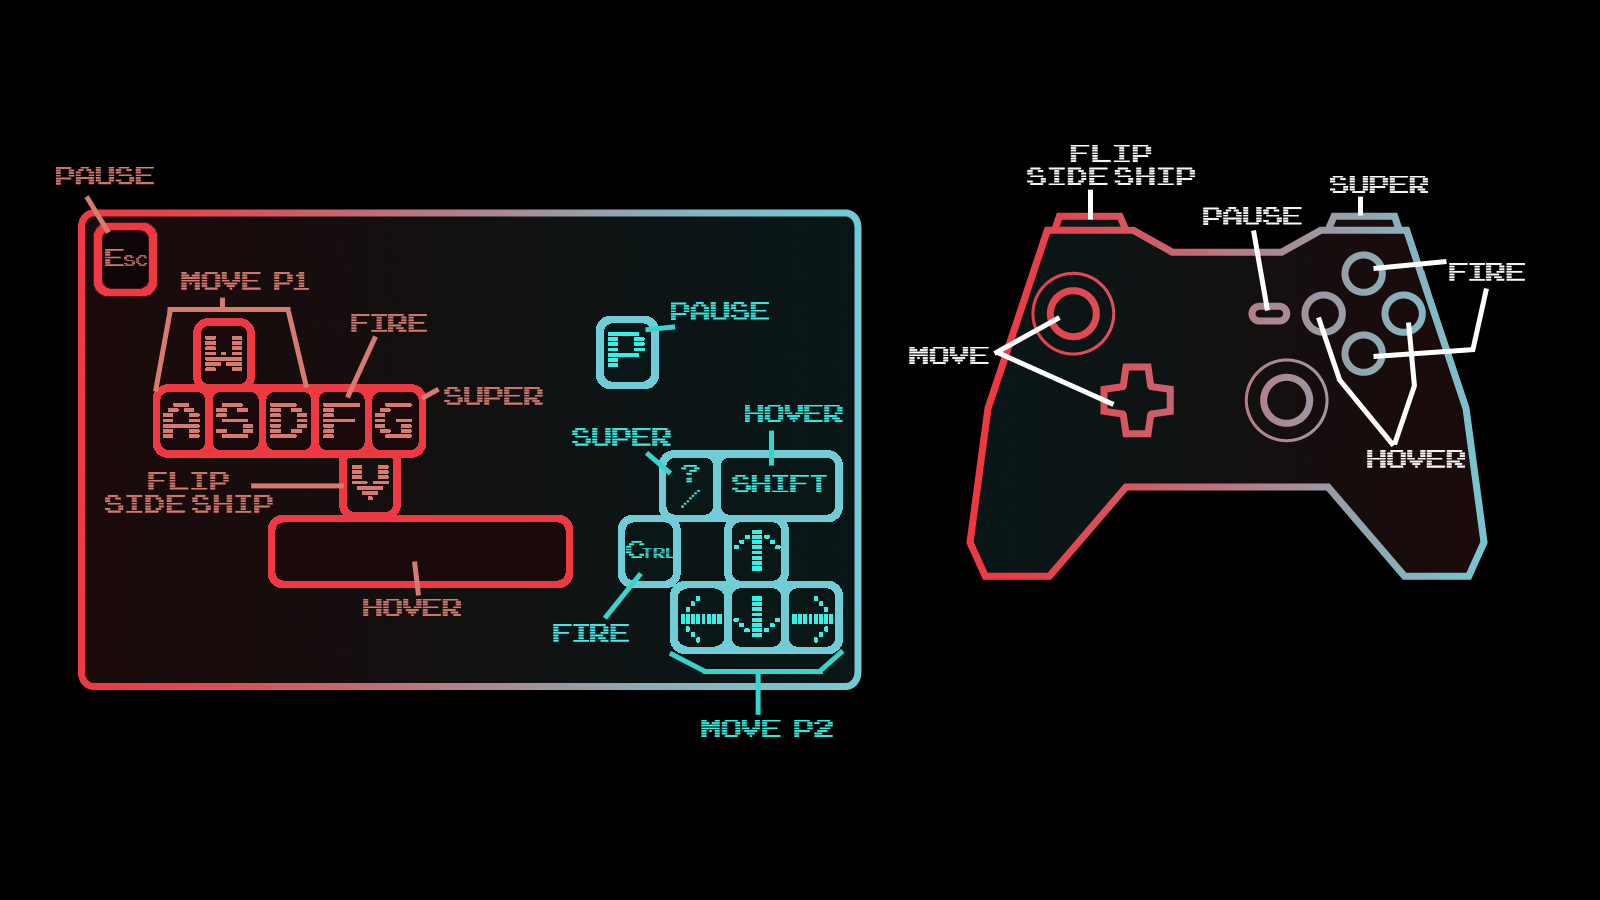 PAUSE
Esc
MOVE P1
W
FIRE
A S D F G
SUPER
FLIP
SIDE SHIP
V
HOVER
PAUSE
P
HOVER
SUPER
? /
SHIFT
Ctrl
↑
← ↓ →
FIRE
MOVE P2
FLIP
SIDE SHIP
SUPER
PAUSE
FIRE
MOVE
HOVER